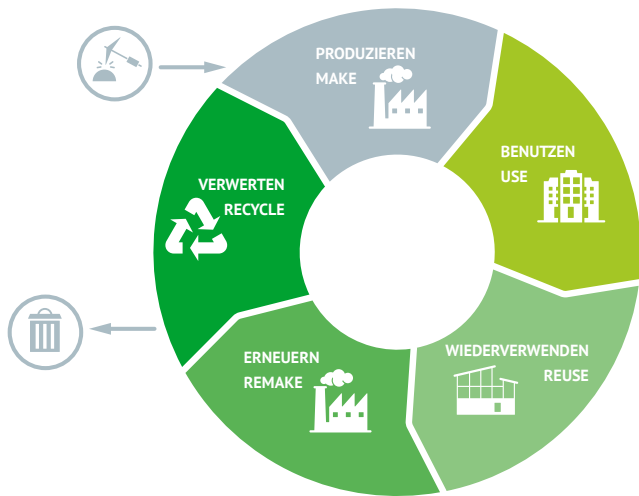 PRODUZIEREN
MAKE
BENUTZEN
USE
WIEDERVERWENDEN
REUSE
ERNEUERN
REMAKE
VERWERTEN
RECYCLE